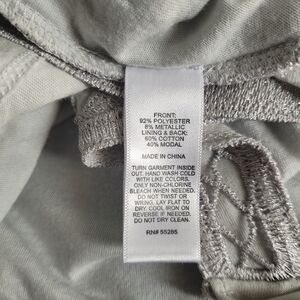 FRONT:
92% POLYESTER
8% METALLIC
LINING & BACK:
60% COTTON
40% MODAL
MADE IN CHINA
TURN GARMENT INSIDE
OUT. HAND WASH COLD
WITH LIKE COLORS.
ONLY NON-CHLORINE
BLEACH WHEN NEEDED.
DO NOT TWIST OR
WRING, LAY FLAT TO
DRY. COOL IRON ON
REVERSE IF NEEDED.
DO NOT DRY CLEAN.
RN# 55285